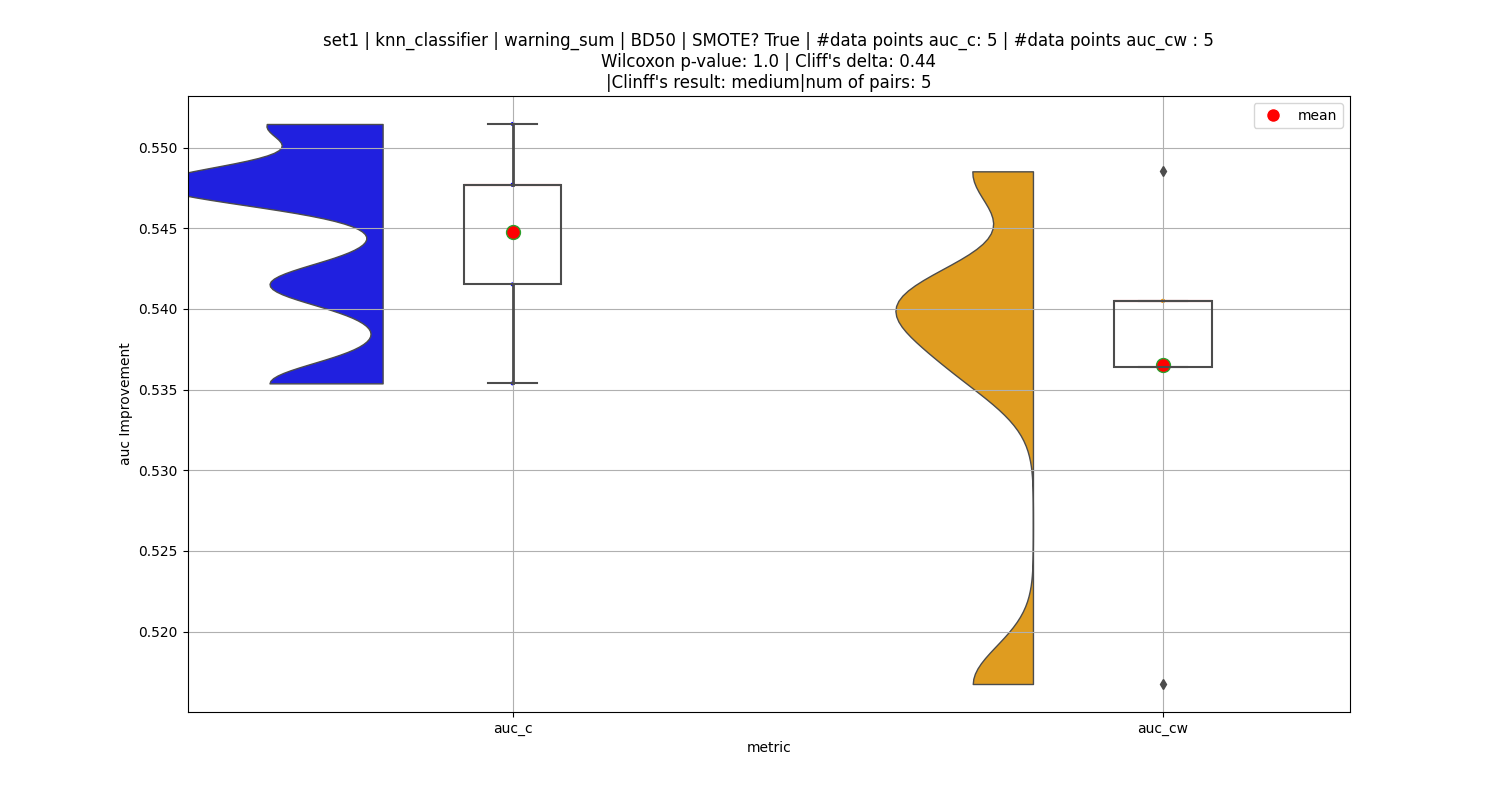 set1 | knn_classifier | warning_sum | BD50 | SMOTE? True | #data points auc_c: 5 | #data points auc_cw : 5
Wilcoxon p-value: 1.0 | Cliff's delta: 0.44
|Clinff's result: medium|num of pairs: 5
mean
0.550
0.545
0.540
0.535
0.530
0.525
0.520
auc Improvement
auc_c
auc_cw
metric